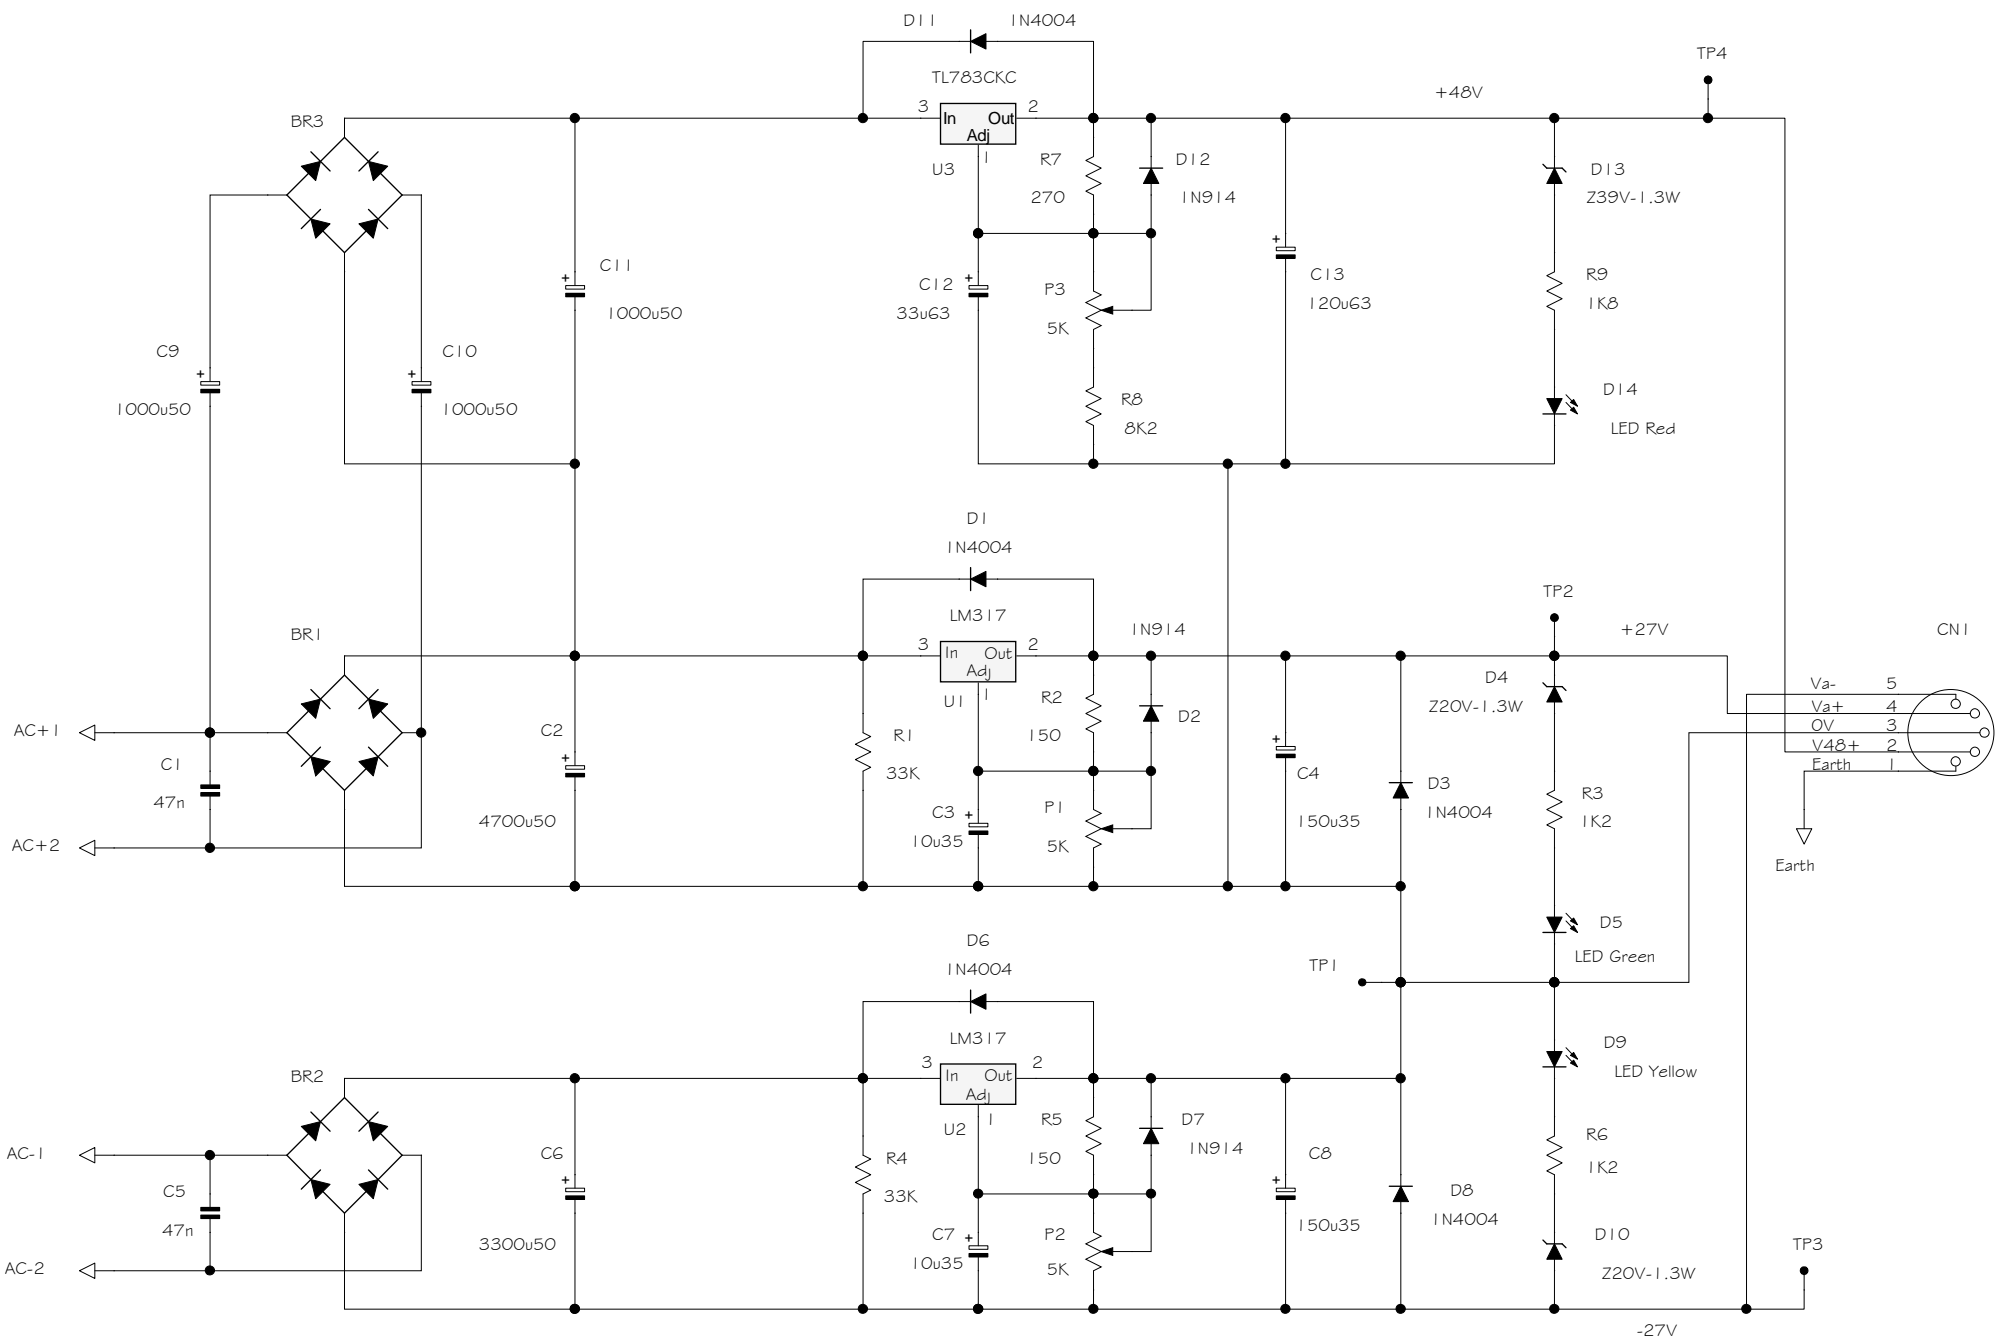 D11 1N4004
TP4
TL783CKC
+48V
BR3
3 In Out 2
Adj
1
U3
R7
270
D12
1N914
D13
Z39V-1.3W
C11
1000u50
C12
33u63
P3
5K
C13
120u63
R9
1K8
C9
1000u50
C10
1000u50
R8
8K2
D14
LED Red
D1
1N4004
TP2
LM317
1N914
+27V
CN1
BR1
3 In Out 2
Adj
1
U1
R2
150
D2
D4
Z20V-1.3W
Va- 5
Va+ 4
0V 3
V48+ 2
Earth 1
AC+1
C1
47n
C2
4700u50
R1
33K
C3
10u35
P1
5K
C4
150u35
D3
1N4004
R3
1K2
AC+2
Earth
D5
LED Green
D6
1N4004
TP1
LM317
D9
LED Yellow
BR2
3 In Out 2
Adj
1
U2
R5
150
D7
1N914
AC-1
C5
47n
C6
3300u50
R4
33K
C7
10u35
P2
5K
C8
150u35
D8
1N4004
R6
1K2
AC-2
D10
Z20V-1.3W
TP3
-27V